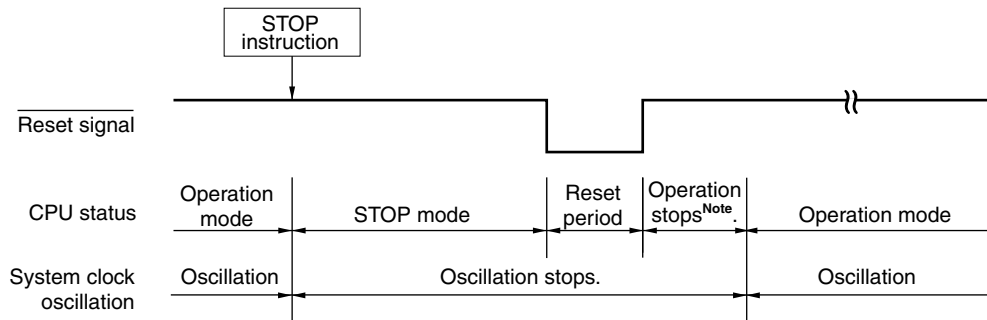 STOP
instruction
Reset signal
CPU status
Operation
mode
STOP mode
Reset
period
Operation
stopsNote.
Operation mode
System clock
oscillation
Oscillation
Oscillation stops.
Oscillation